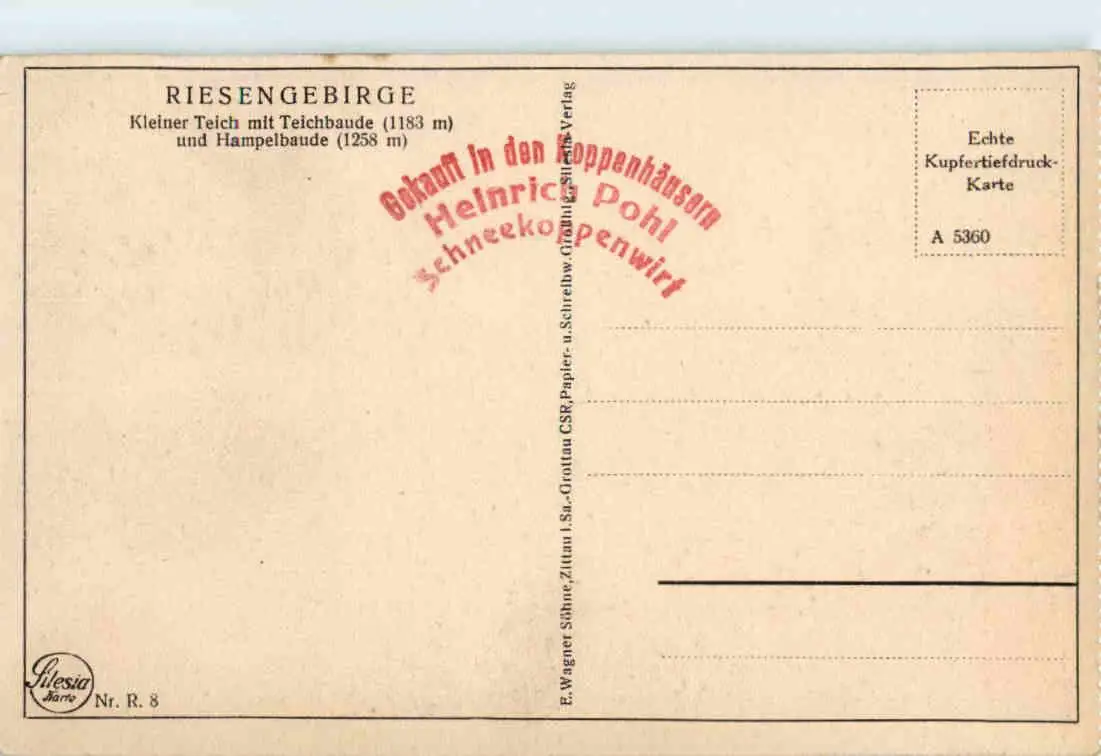 RIESENGEBIRGE
Kleiner Teich mit Teichbaude (1183 m)
und Hampelbaude (1258 m)
Gekauft in den Koppenhäusern
Heinrich Pohl
Schneekoppenwirt
E. Wagner Söhne, Zittau i. Sa.-Grottau CSR, Papier- u. Schreibw. Großhlg., Silesia-Verlag
Echte
Kupfertiefdruck-
Karte
A 5360
Silesia
Karte
Nr. R. 8